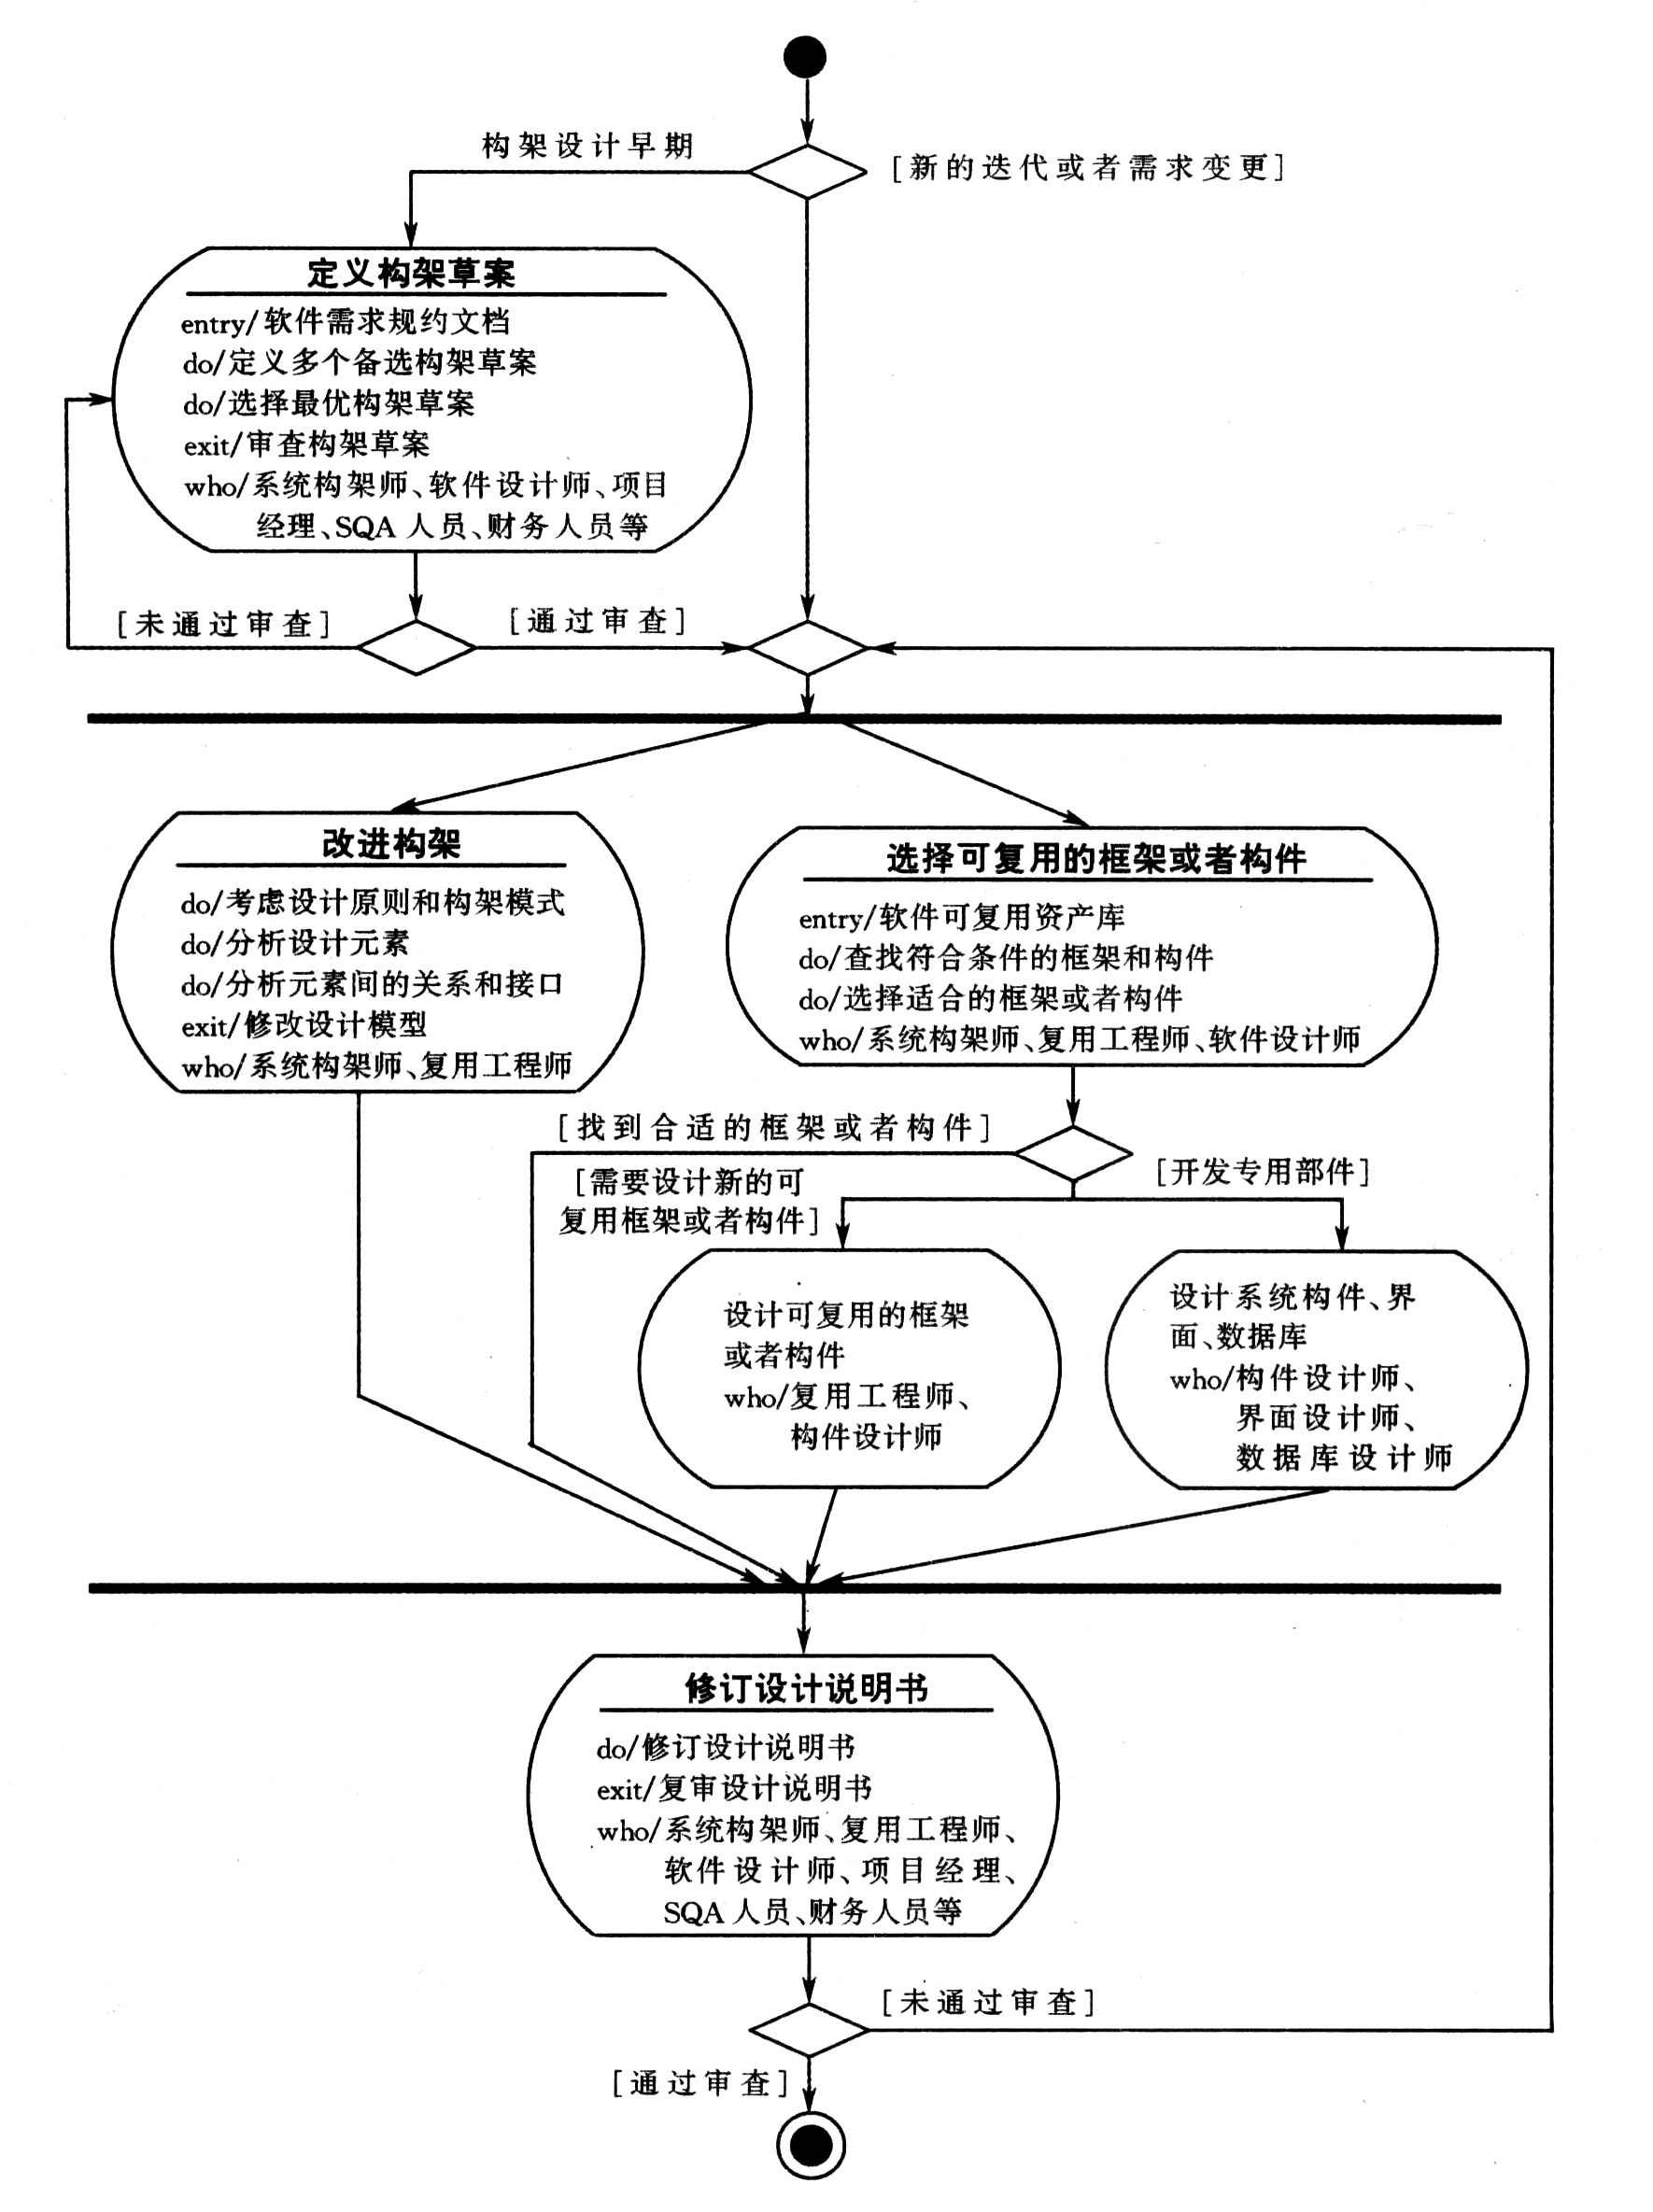 构架设计早期
[新的迭代或者需求变更]
定义构架草案
entry/软件需求规约文档
do/定义多个备选构架草案
do/选择最优构架草案
exit/审查构架草案
who/系统构架师、软件设计师、项目
经理、SQA 人员、财务人员等
[未通过审查]
[通过审查]
改进构架
do/考虑设计原则和构架模式
do/分析设计元素
do/分析元素间的关系和接口
exit/修改设计模型
who/系统构架师、复用工程师
选择可复用的框架或者构件
entry/软件可复用资产库
do/查找符合条件的框架和构件
do/选择适合的框架或者构件
who/系统构架师、复用工程师、软件设计师
[找到合适的框架或者构件]
[需要设计新的可
复用框架或者构件]
[开发专用部件]
设计可复用的框架
或者构件
who/复用工程师、
构件设计师
设计系统构件、界
面、数据库
who/构件设计师、
界面设计师、
数据库设计师
修订设计说明书
do/修订设计说明书
exit/复审设计说明书
who/系统构架师、复用工程师、
软件设计师、项目经理、
SQA 人员、财务人员等
[未通过审查]
[通过审查]